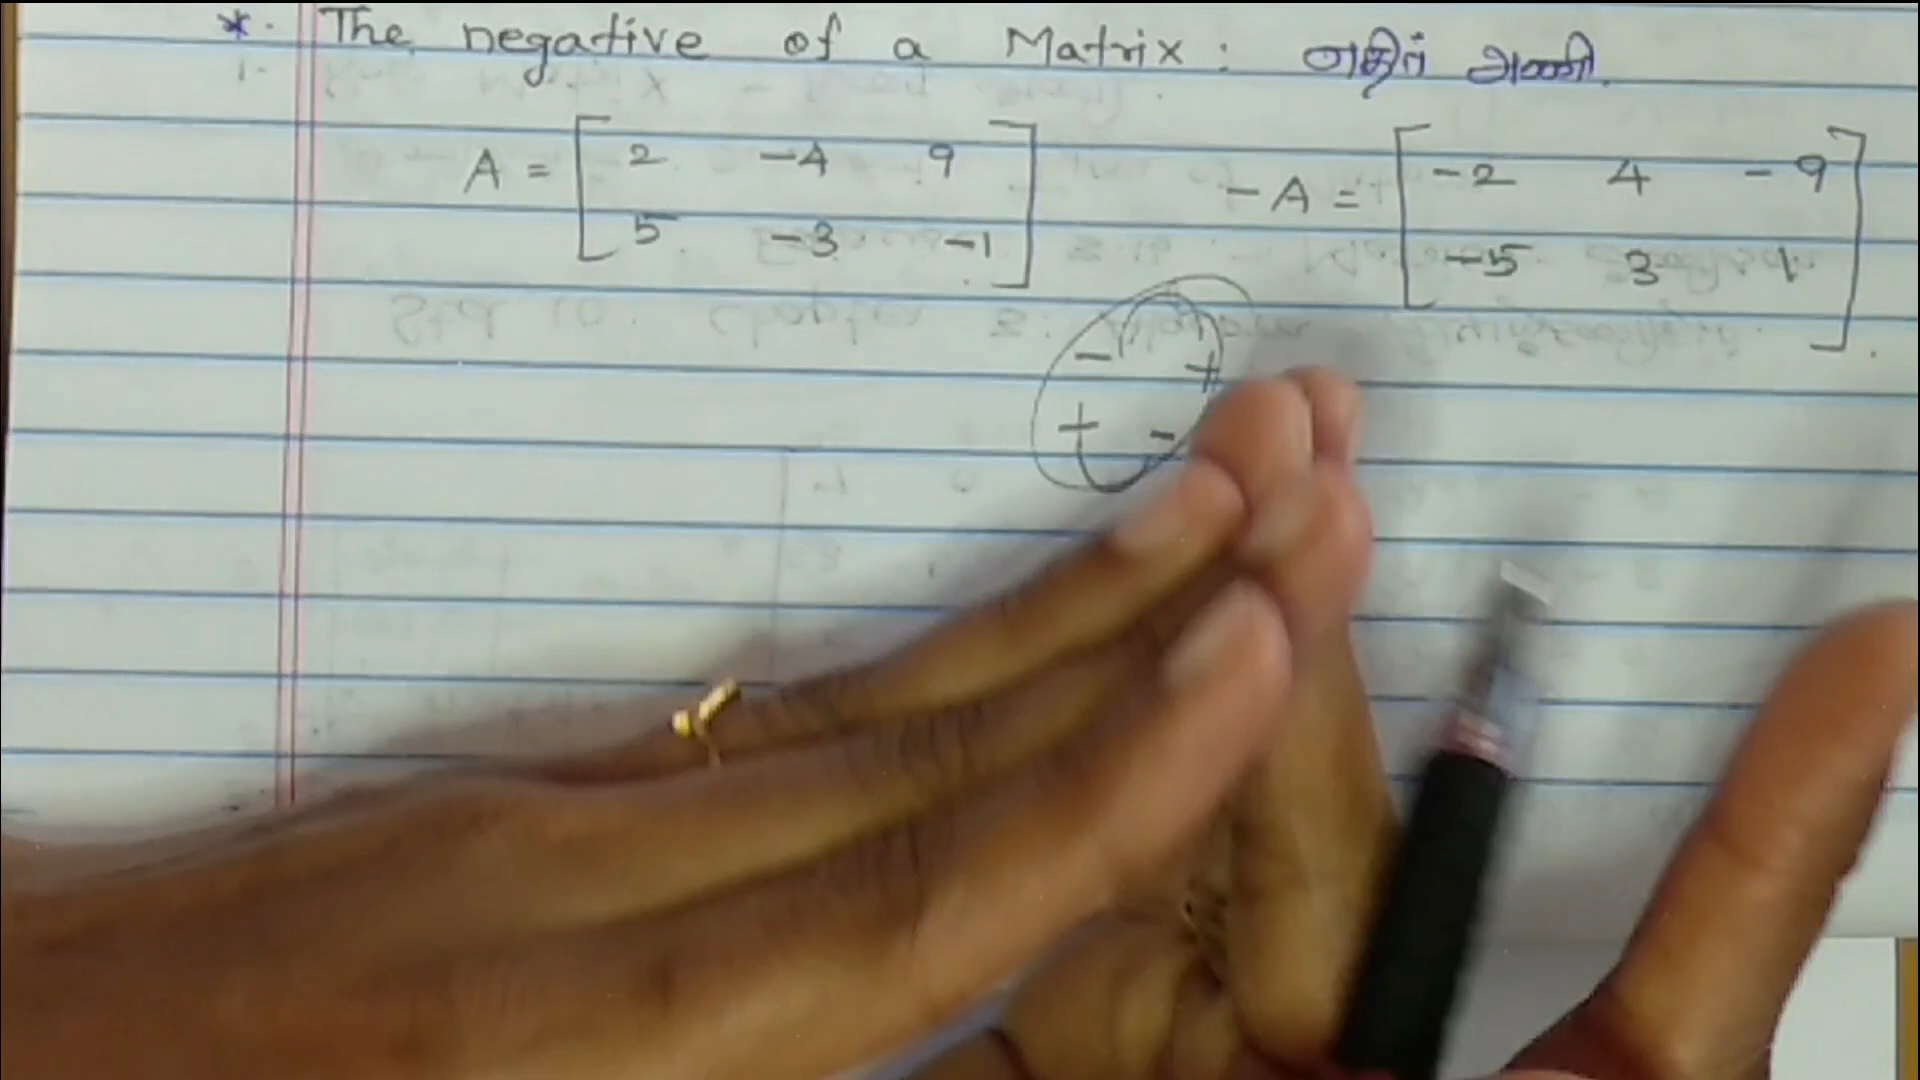 *. The negative of a Matrix: எதிர் அணி.
A = [ 2 -4 9
5 -3 -1 ]
-A = [ -2 4 -9
-5 3 1 ]
- +
+ -